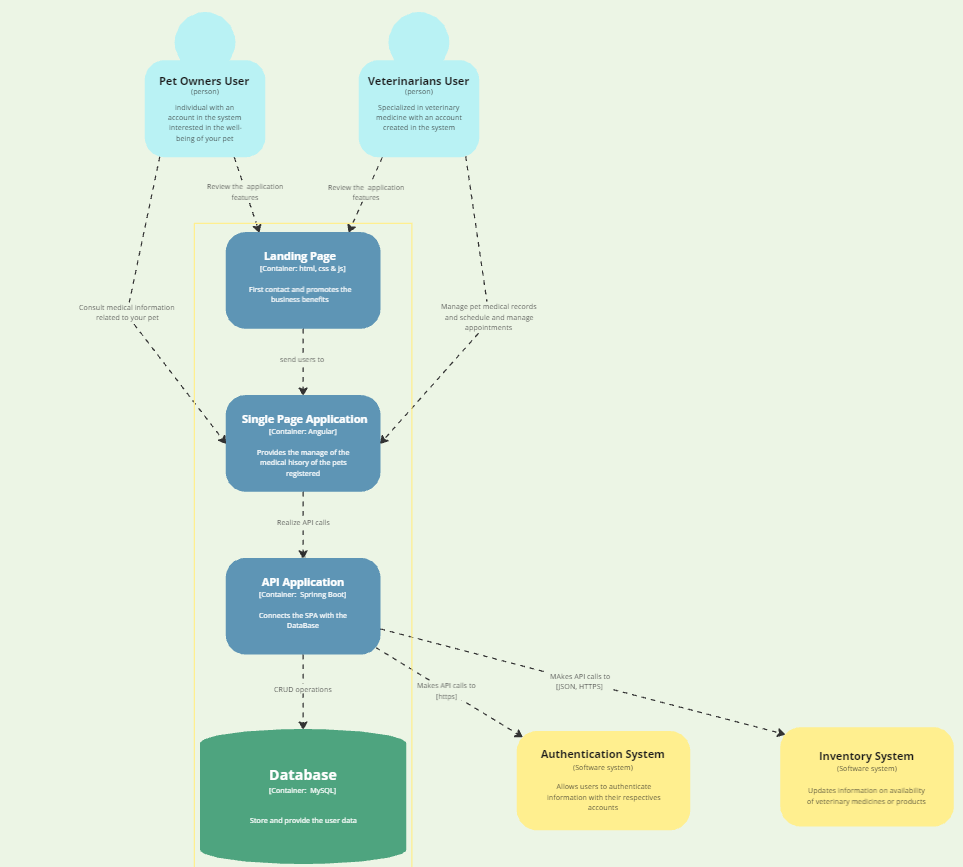 Pet Owners User
(person)
individual with an
account in the system
interested in the well-
being of your pet
Veterinarians User
(person)
Specialized in veterinary
medicine with an account
created in the system
Review the application
features
Review the application
features
Landing Page
[Container: html, css & js]
First contact and promotes the
business benefits
Consult medical information
related to your pet
Manage pet medical records
and schedule and manage
appointments
send users to
Single Page Application
[Container: Angular]
Provides the manage of the
medical hisory of the pets
registered
Realize API calls
API Application
[Container: Sprinng Boot]
Connects the SPA with the
DataBase
CRUD operations
Makes API calls to
[https]
MAkes API calls to
[JSON, HTTPS]
Database
[Container: MySQL]
Store and provide the user data
Authentication System
(Software system)
Allows users to authenticate
information with their respectives
accounts
Inventory System
(Software system)
Updates information on availability
of veterinary medicines or products